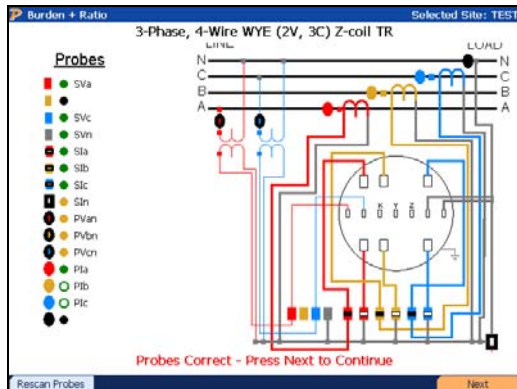 Burden + Ratio Selected Site: TEST
3-Phase, 4-Wire WYE (2V, 3C) Z-coil TR
LINE LOAD
Probes
N N
C C
B B
A A
SVa
SVc
SVn
SIa
SIb
SIc
SIn
PVan
PVbn
PVcn
PIa
PIb
PIc
K Y Z
Probes Correct - Press Next to Continue
Rescan Probes Next